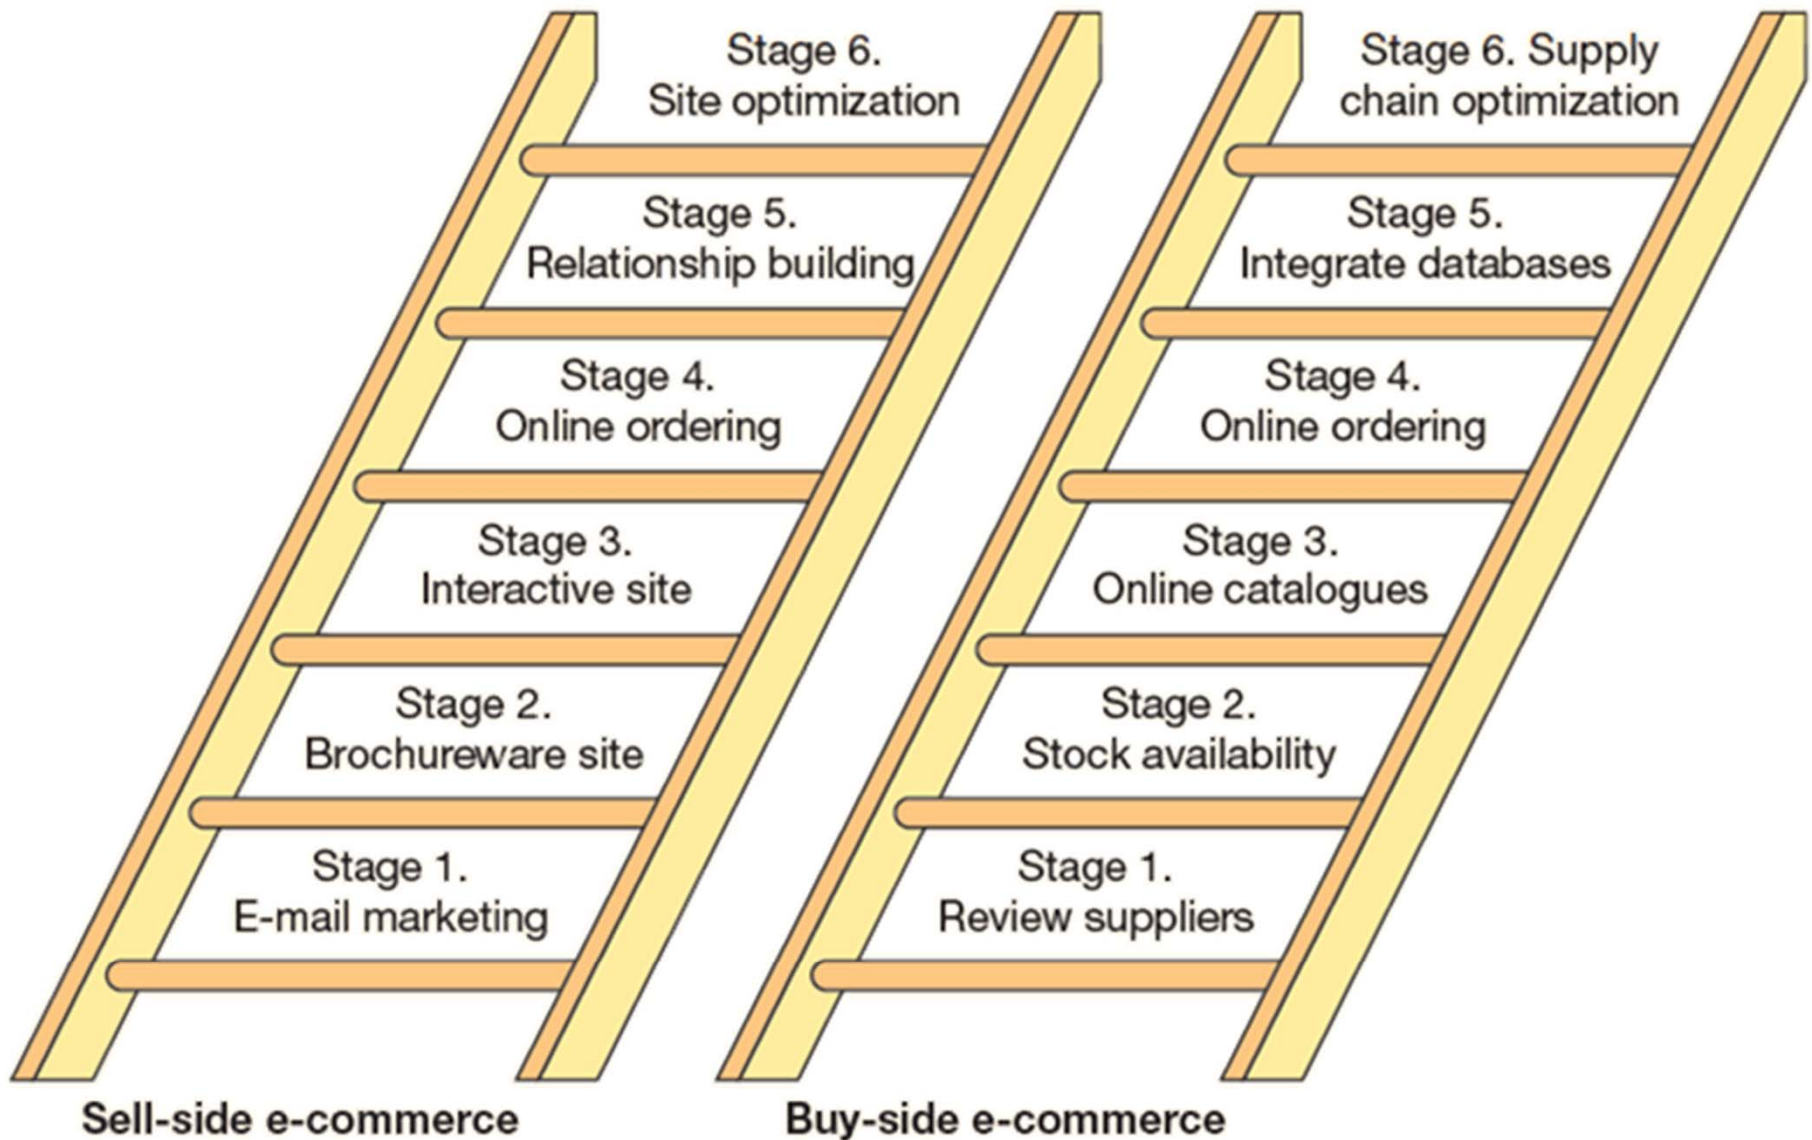 Stage 6.
Site optimization
Stage 5.
Relationship building
Stage 4.
Online ordering
Stage 3.
Interactive site
Stage 2.
Brochureware site
Stage 1.
E-mail marketing
Sell-side e-commerce
Stage 6. Supply
chain optimization
Stage 5.
Integrate databases
Stage 4.
Online ordering
Stage 3.
Online catalogues
Stage 2.
Stock availability
Stage 1.
Review suppliers
Buy-side e-commerce